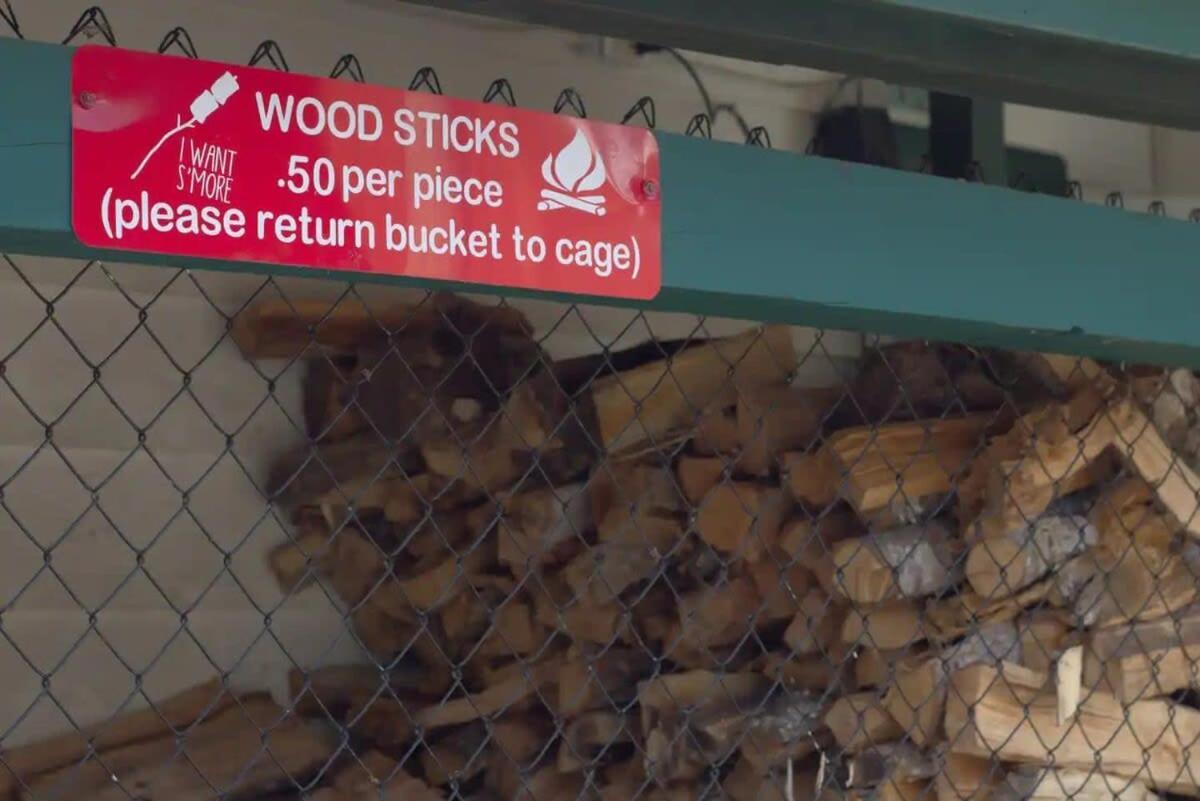 WOOD STICKS
I WANT
S'MORE
.50 per piece
(please return bucket to cage)